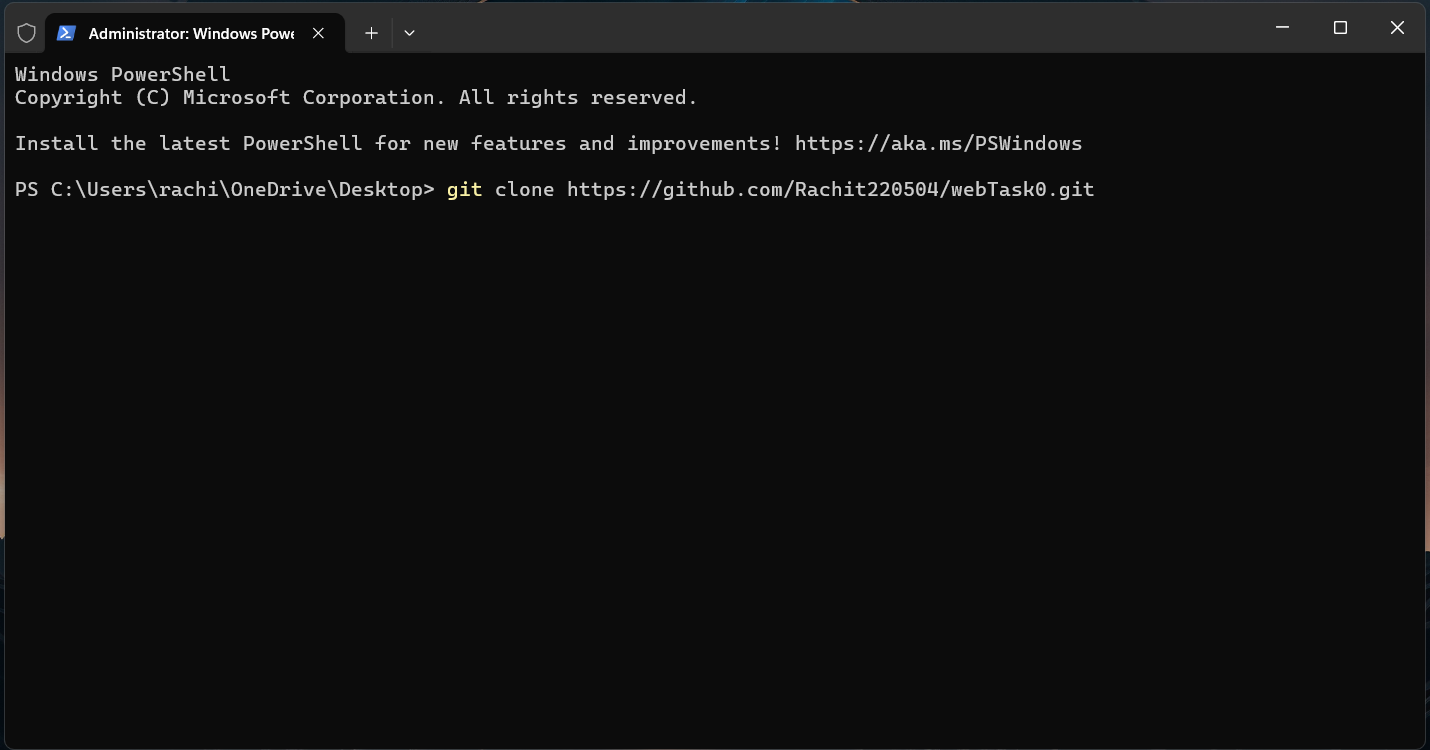 Administrator: Windows Powe
Windows PowerShell
Copyright (C) Microsoft Corporation. All rights reserved.
Install the latest PowerShell for new features and improvements! https://aka.ms/PSWindows
PS C:\Users\rachi\OneDrive\Desktop> git clone https://github.com/Rachit220504/webTask0.git